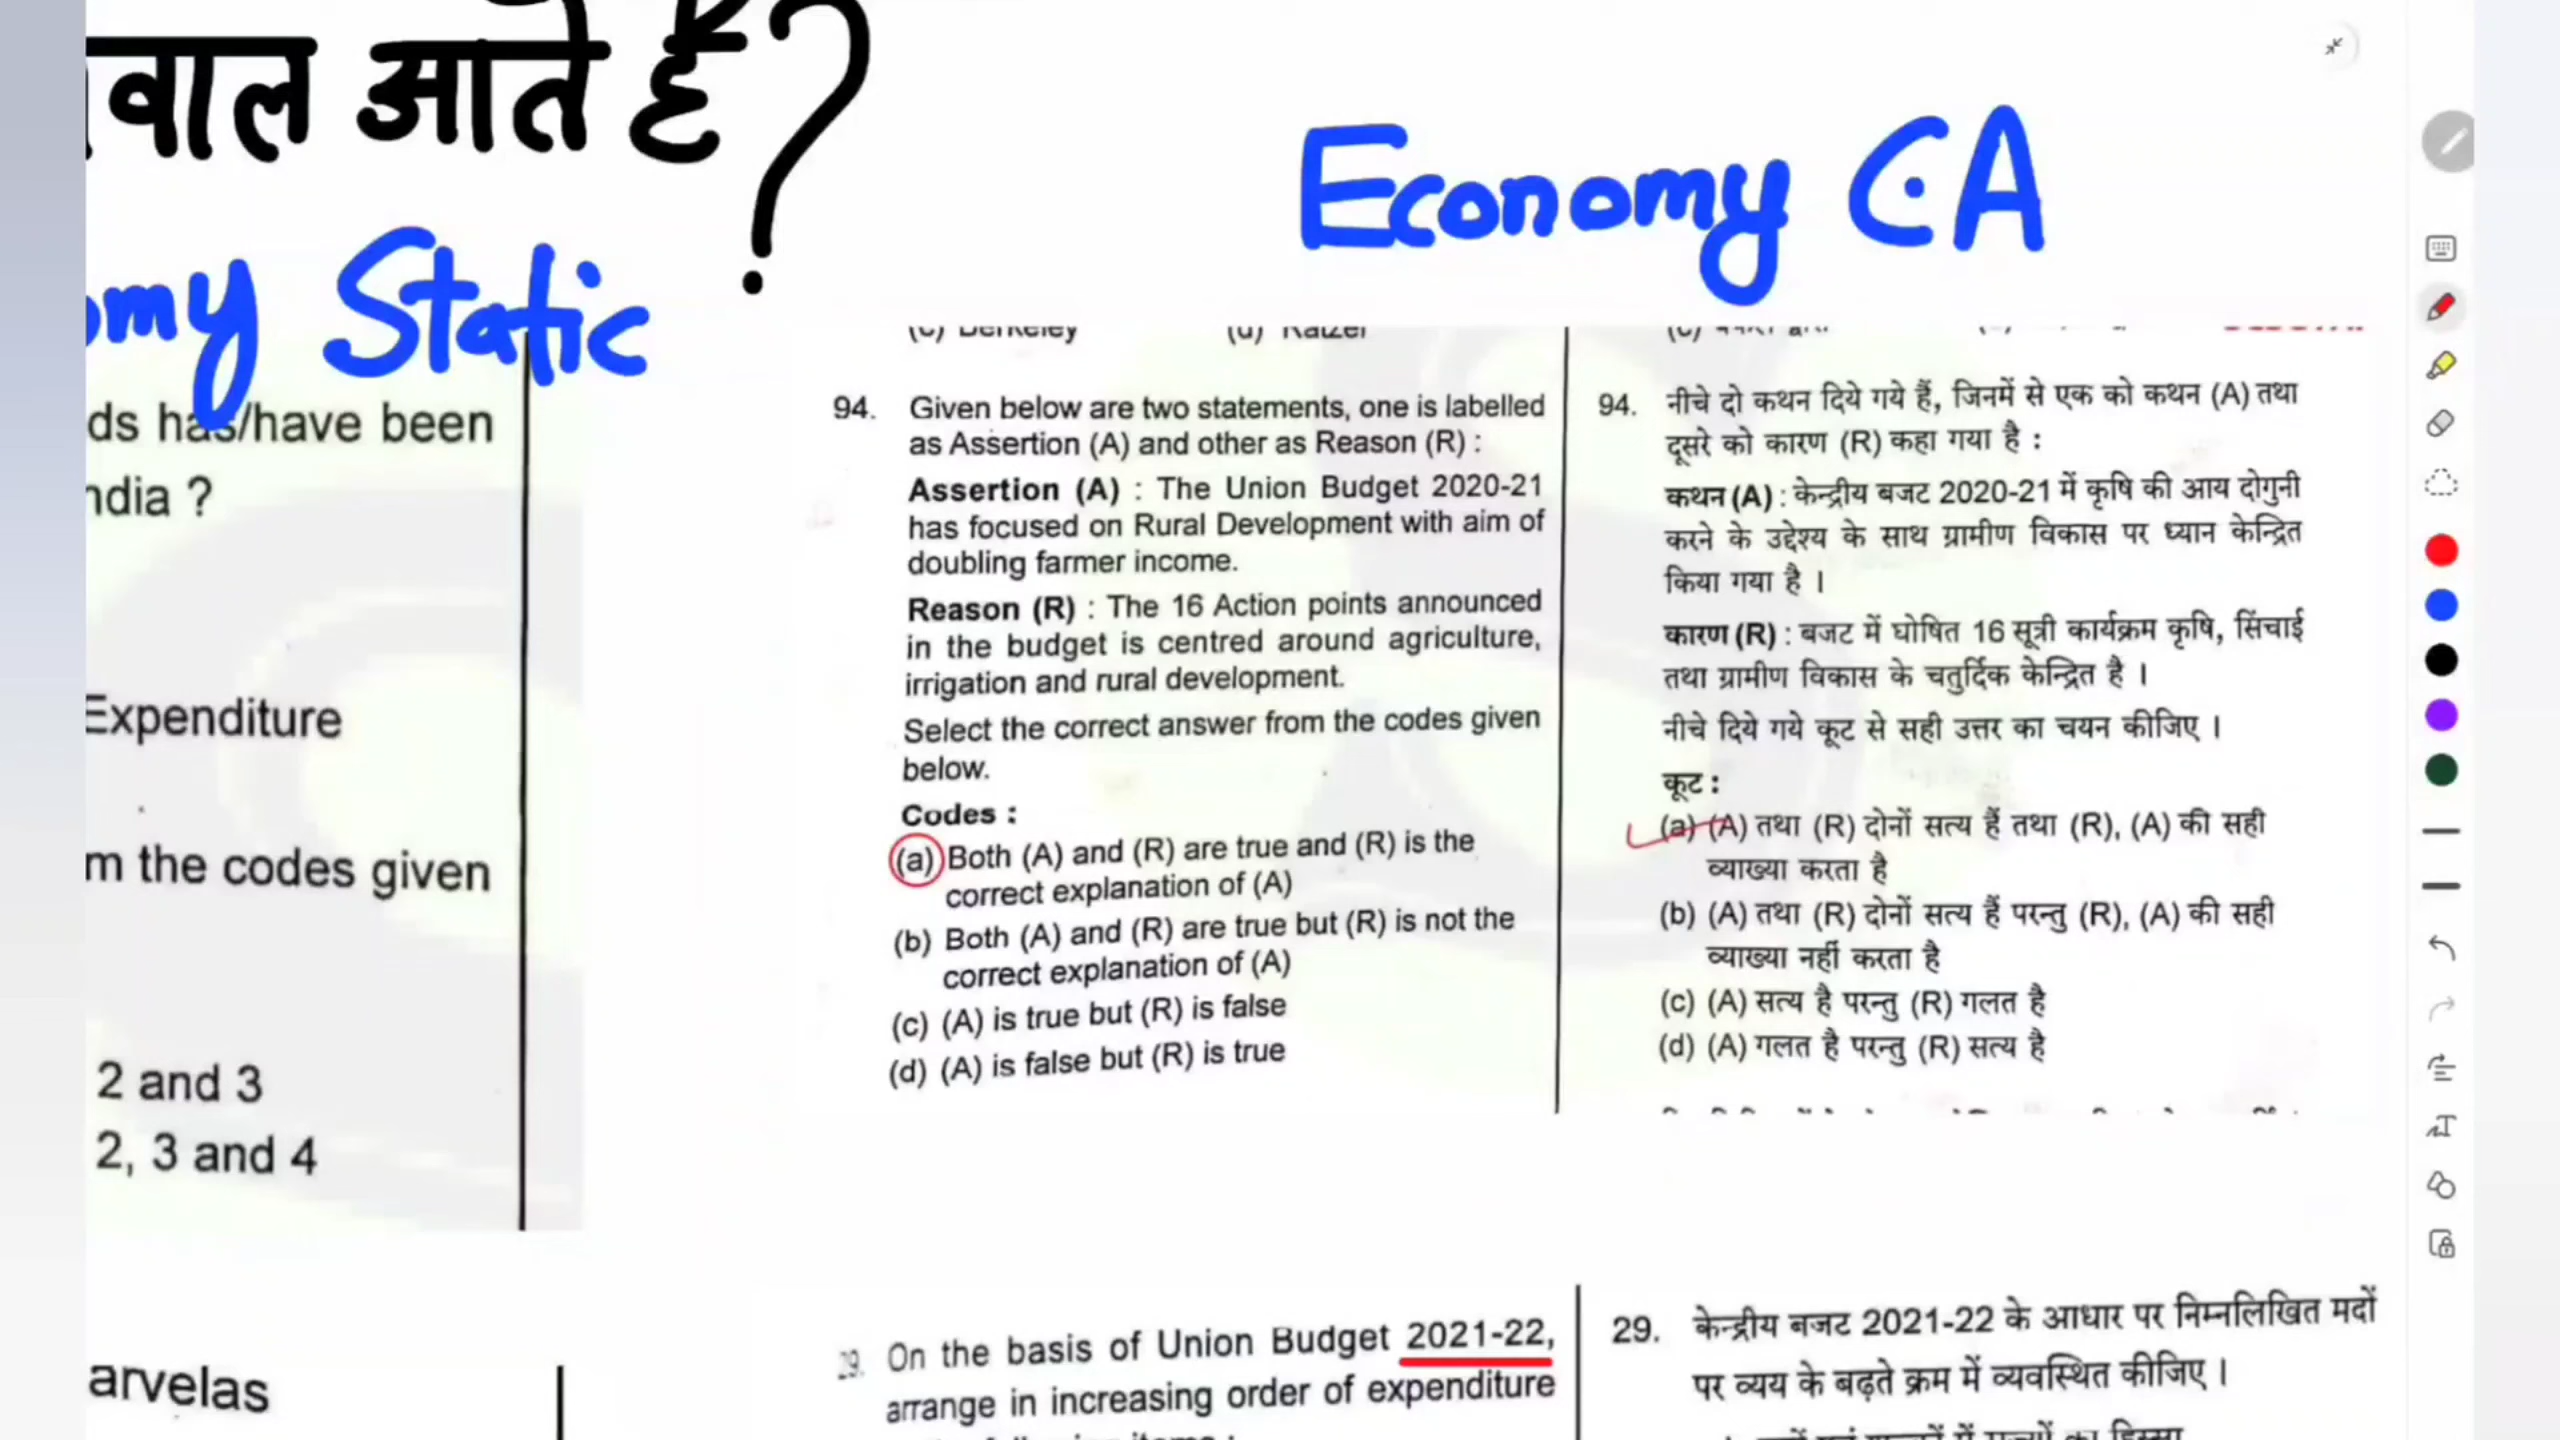 वाल आते हैं?
Economy C.A
omy Static
ds has/have been
ndia ?
Expenditure
m the codes given
2 and 3
2, 3 and 4
arvelas
(c) Berkeley (d) Ratzel
94. Given below are two statements, one is labelled
as Assertion (A) and other as Reason (R) :
Assertion (A) : The Union Budget 2020-21
has focused on Rural Development with aim of
doubling farmer income.
Reason (R) : The 16 Action points announced
in the budget is centred around agriculture,
irrigation and rural development.
Select the correct answer from the codes given
below.
Codes :
(a) Both (A) and (R) are true and (R) is the
correct explanation of (A)
(b) Both (A) and (R) are true but (R) is not the
correct explanation of (A)
(c) (A) is true but (R) is false
(d) (A) is false but (R) is true
94. नीचे दो कथन दिये गये हैं, जिनमें से एक को कथन (A) तथा
दूसरे को कारण (R) कहा गया है :
कथन (A) : केन्द्रीय बजट 2020-21 में कृषि की आय दोगुनी
करने के उद्देश्य के साथ ग्रामीण विकास पर ध्यान केन्द्रित
किया गया है ।
कारण (R) : बजट में घोषित 16 सूत्री कार्यक्रम कृषि, सिंचाई
तथा ग्रामीण विकास के चतुर्दिक केन्द्रित है ।
नीचे दिये गये कूट से सही उत्तर का चयन कीजिए ।
कूट :
(a) (A) तथा (R) दोनों सत्य हैं तथा (R), (A) की सही
व्याख्या करता है
(b) (A) तथा (R) दोनों सत्य हैं परन्तु (R), (A) की सही
व्याख्या नहीं करता है
(c) (A) सत्य है परन्तु (R) गलत है
(d) (A) गलत है परन्तु (R) सत्य है
29. On the basis of Union Budget 2021-22,
arrange in increasing order of expenditure
29. केन्द्रीय बजट 2021-22 के आधार पर निम्नलिखित मदों
पर व्यय के बढ़ते क्रम में व्यवस्थित कीजिए ।